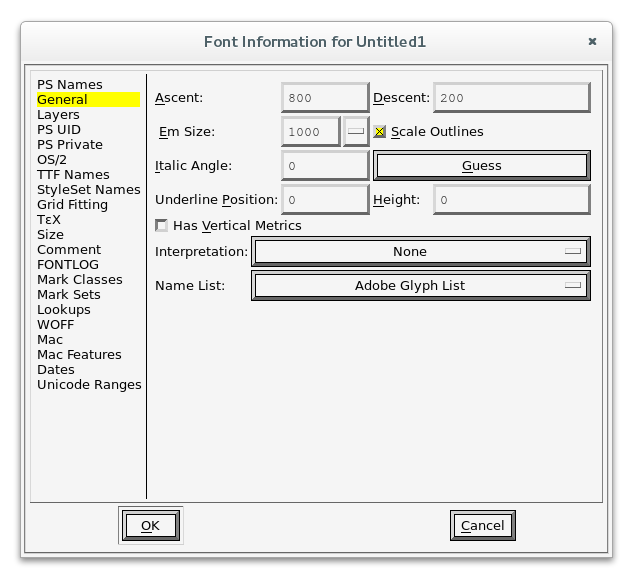 Font Information for Untitled1
PS Names
General
Layers
PS UID
PS Private
OS/2
TTF Names
StyleSet Names
Grid Fitting
ΤεΧ
Size
Comment
FONTLOG
Mark Classes
Mark Sets
Lookups
WOFF
Mac
Mac Features
Dates
Unicode Ranges
Ascent: 800 Descent: 200
Em Size: 1000 Scale Outlines
Italic Angle: 0 Guess
Underline Position: 0 Height: 0
Has Vertical Metrics
Interpretation: None
Name List: Adobe Glyph List
OK Cancel